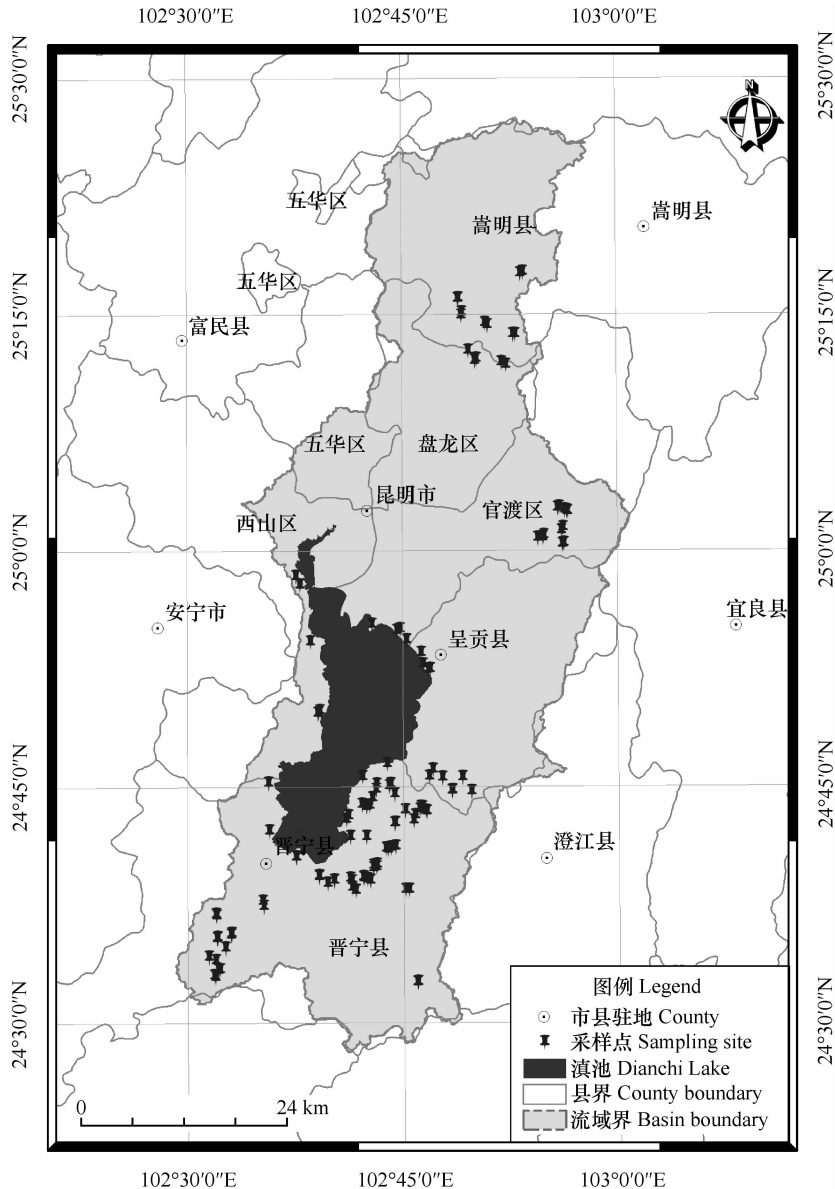 102°30′0″E
102°45′0″E
103°0′0″E
25°30′0″N
25°30′0″N
N
五华区
嵩明县
嵩明县
五华区
25°15′0″N
富民县
25°15′0″N
五华区
盘龙区
昆明市
西山区
官渡区
25°0′0″N
25°0′0″N
安宁市
宜良县
呈贡县
24°45′0″N
24°45′0″N
晋宁县
澄江县
晋宁县
24°30′0″N
24°30′0″N
图例 Legend
市县驻地 County
采样点 Sampling site
滇池 Dianchi Lake
县界 County boundary
流域界 Basin boundary
0
24 km
102°30′0″E
102°45′0″E
103°0′0″E